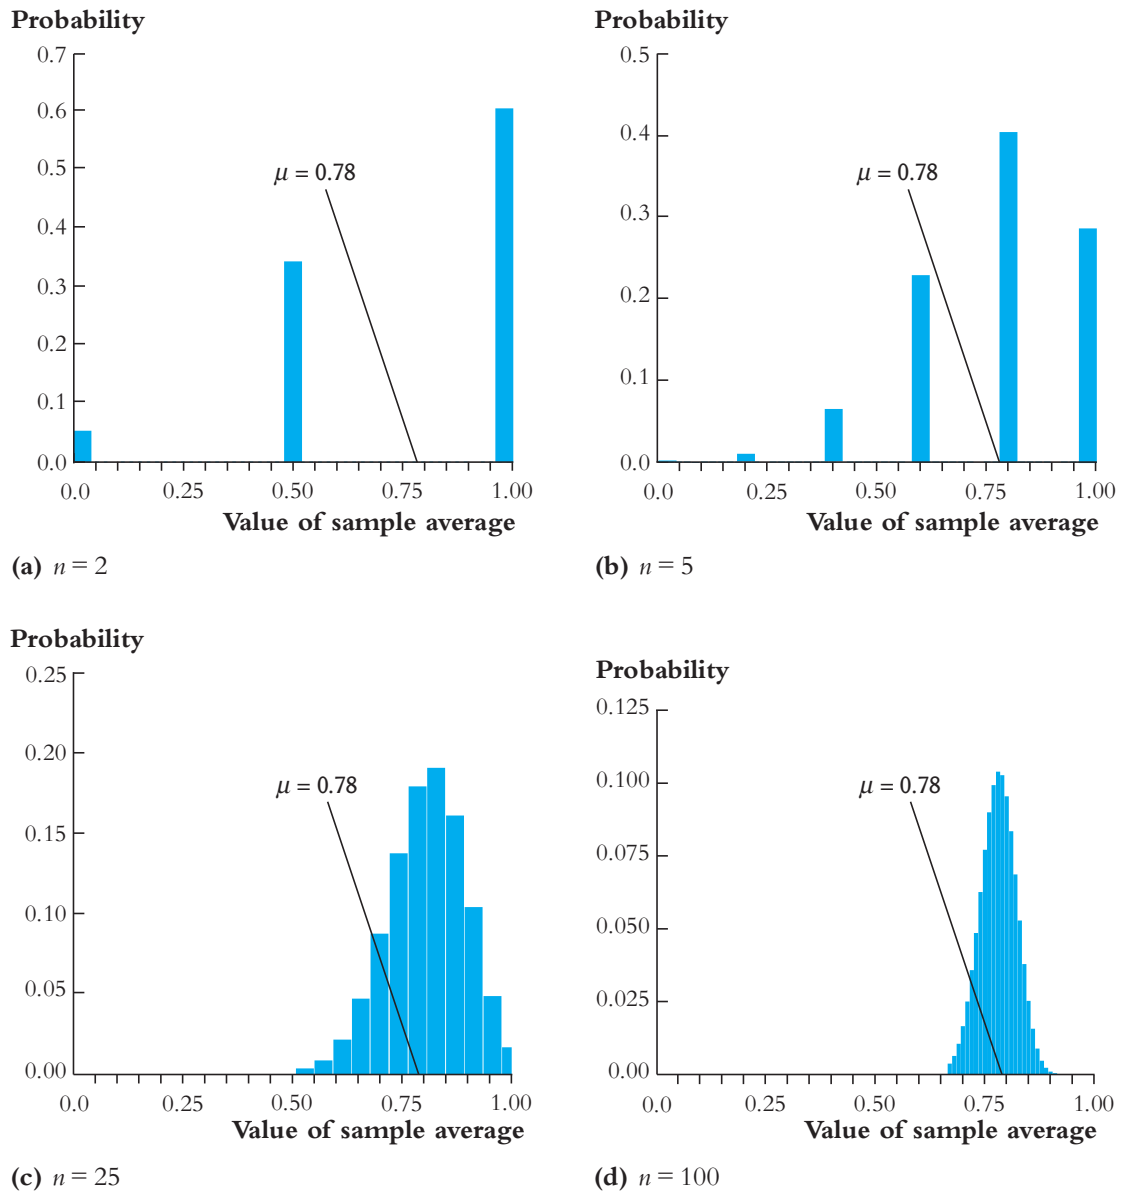 Probability
0.7
0.6
0.5
0.4
0.3
0.2
0.1
0.0
μ = 0.78
0.0 0.25 0.50 0.75 1.00
Value of sample average
(a) n = 2
Probability
0.5
0.4
0.3
0.2
0.1
0.0
μ = 0.78
0.0 0.25 0.50 0.75 1.00
Value of sample average
(b) n = 5
Probability
0.25
0.20
0.15
0.10
0.05
0.00
μ = 0.78
0.0 0.25 0.50 0.75 1.00
Value of sample average
(c) n = 25
Probability
0.125
0.100
0.075
0.050
0.025
0.00
μ = 0.78
0.0 0.25 0.50 0.75 1.00
Value of sample average
(d) n = 100